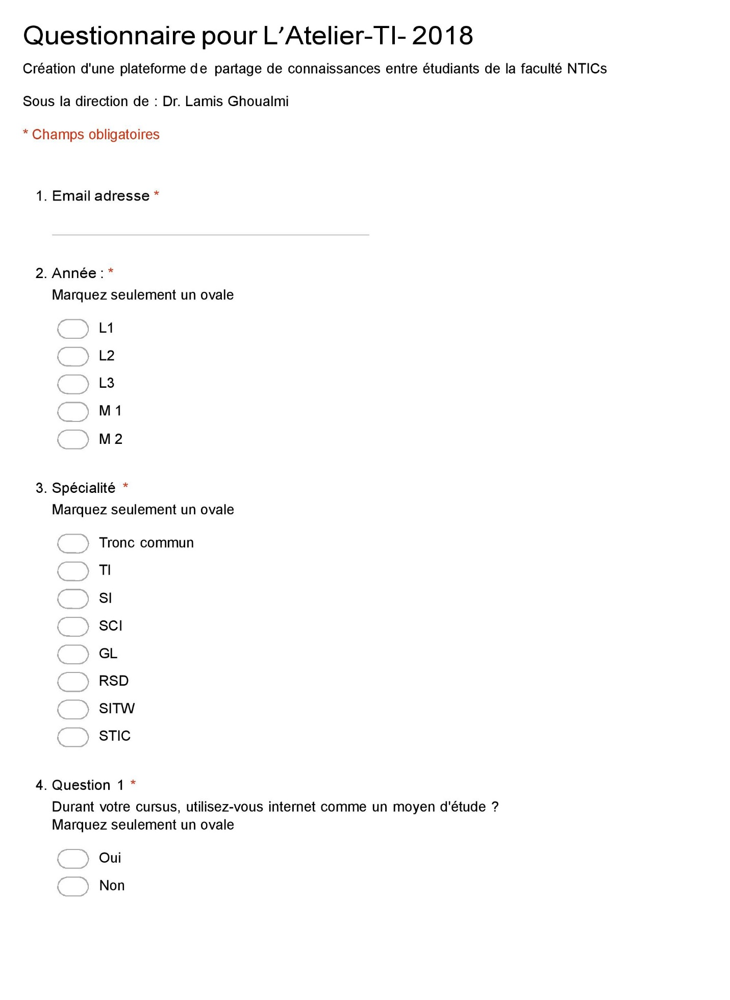 Questionnaire pour L’Atelier-TI- 2018
Création d'une plateforme de partage de connaissances entre étudiants de la faculté NTICs
Sous la direction de : Dr. Lamis Ghoualmi
* Champs obligatoires
1. Email adresse *
2. Année : *
Marquez seulement un ovale
L1
L2
L3
M 1
M 2
3. Spécialité *
Marquez seulement un ovale
Tronc commun
TI
SI
SCI
GL
RSD
SITW
STIC
4. Question 1 *
Durant votre cursus, utilisez-vous internet comme un moyen d'étude ?
Marquez seulement un ovale
Oui
Non